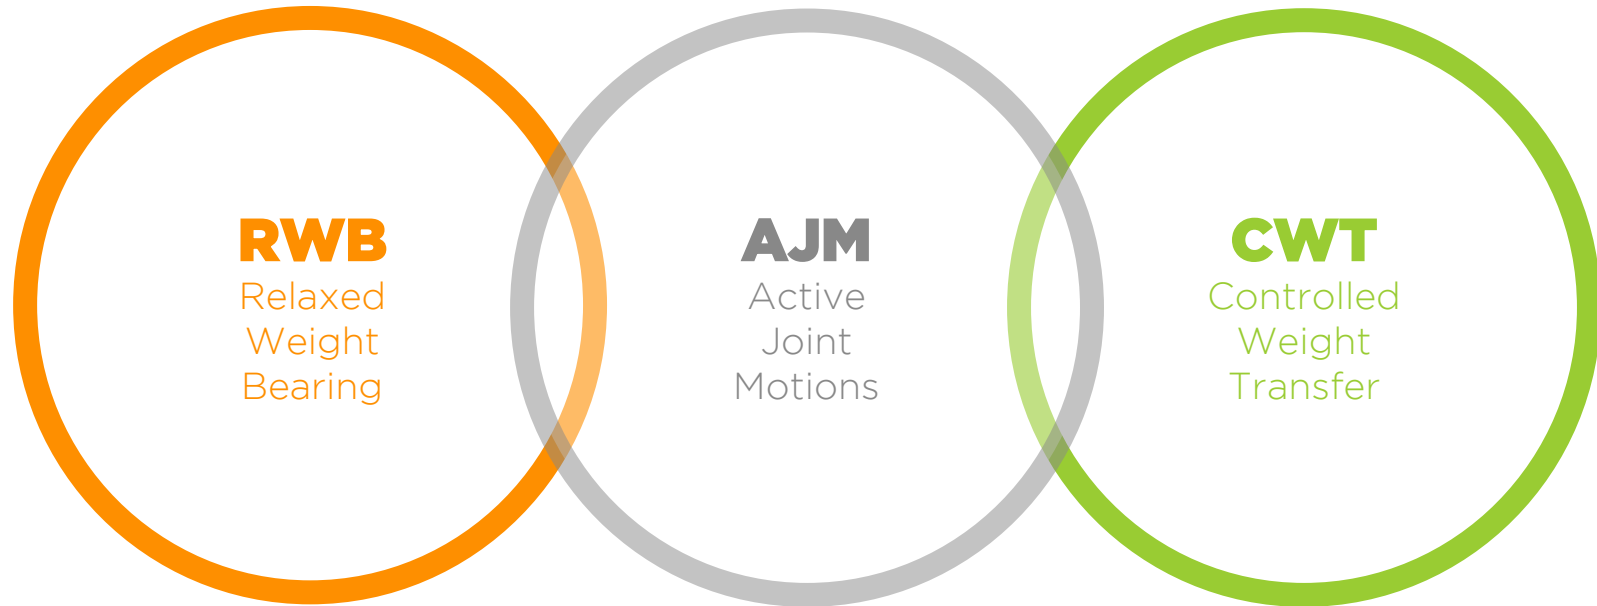 RWB
Relaxed
Weight
Bearing
AJM
Active
Joint
Motions
CWT
Controlled
Weight
Transfer